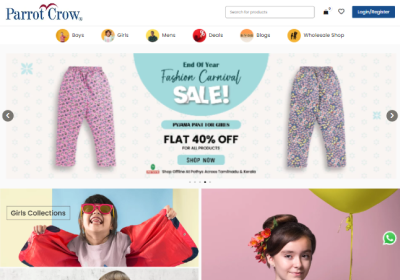 Parrot Crow®
Search for products
0
Login/Register
Boys
Girls
Mens
Deals
Blogs
Wholesale Shop
End Of Year
Fashion Carnival
SALE!
PYJAMA PANT FOR GIRLS
FLAT 40% OFF
FOR ALL PRODUCTS
SHOP NOW
Shop Offline At Pothys Across Tamilnadu & Kerala
Girls Collections